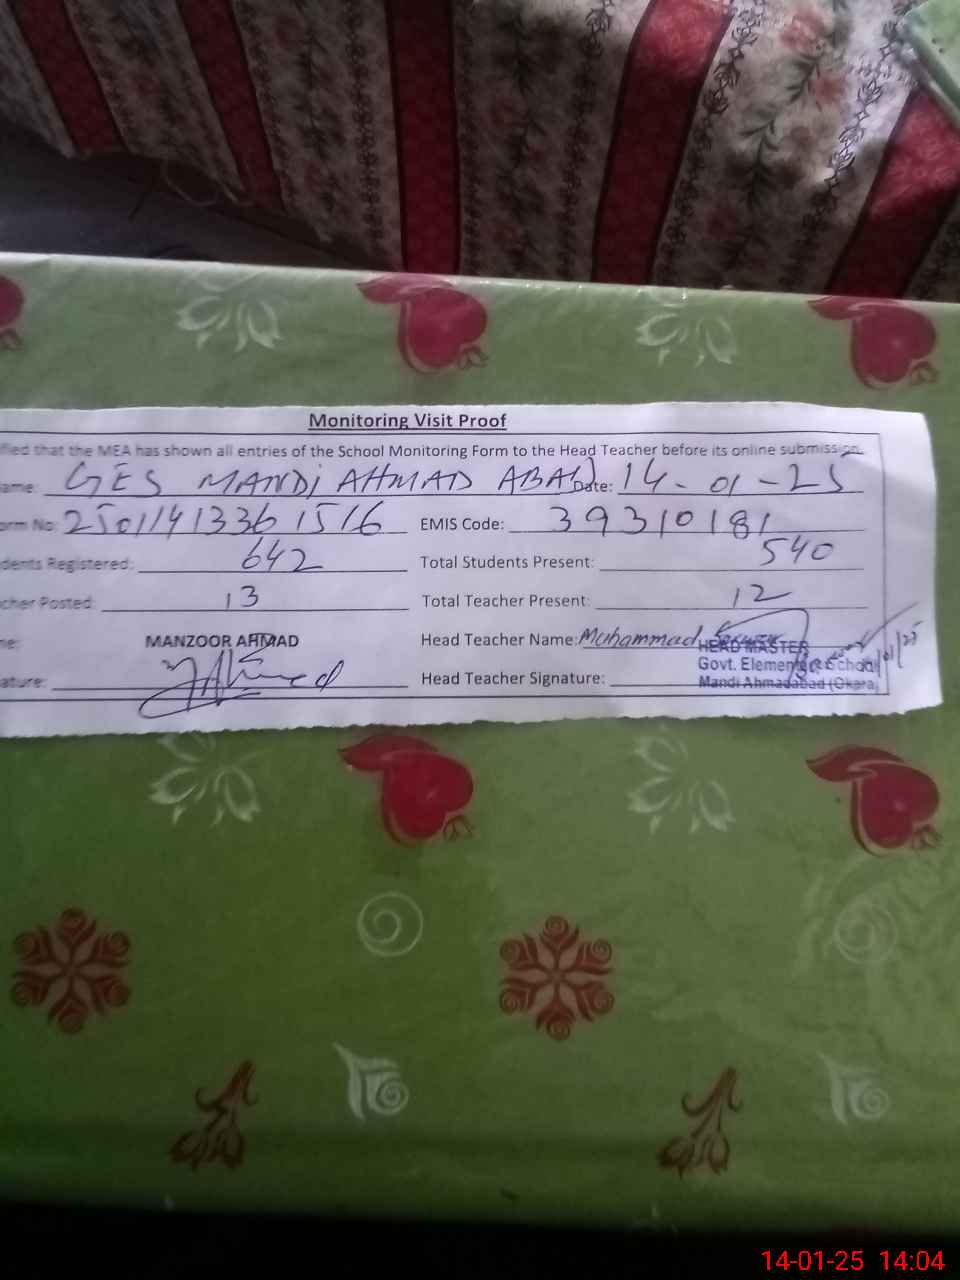 Monitoring Visit Proof
fied that the MEA has shown all entries of the School Monitoring Form to the Head Teacher before its online submission.
ame: GES MANDI AHMAD ABAD Date: 14-01-25
orm No: 2501141336 1516 EMIS Code: 39310181
dents Registered: 642 Total Students Present: 540
cher Posted: 13 Total Teacher Present: 12
me: MANZOOR AHMAD Head Teacher Name: Muhammad
HEAD MASTER
Govt. Elementary School
ature: Ahmed Head Teacher Signature:
Mandi Ahmadabad (Okara)
14-01-25 14:04